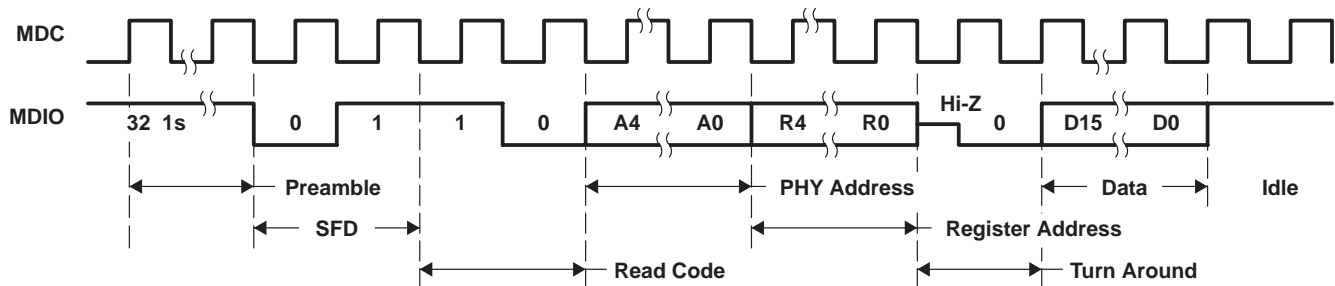 MDC
Hi-Z
MDIO
32 1s 0 1 1 0 A4 A0 R4 R0 0 D15 D0
Preamble PHY Address Data Idle
SFD Register Address
Read Code Turn Around